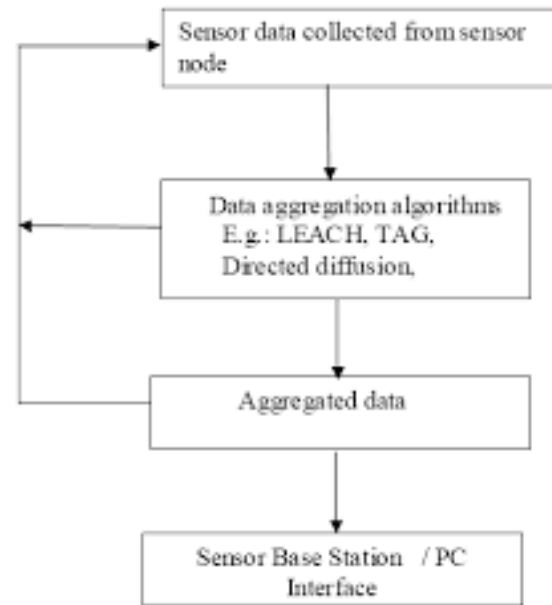 Sensor data collected from sensor
node
Data aggregation algorithms
E.g.: LEACH, TAG,
Directed diffusion,
Aggregated data
Sensor Base Station / PC
Interface